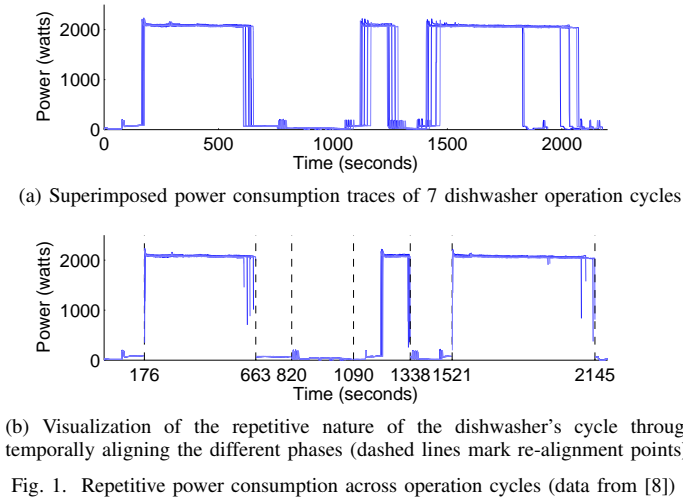 2000
1000
0
Power (watts)
0 500 1000 1500 2000
Time (seconds)
(a) Superimposed power consumption traces of 7 dishwasher operation cycles
2000
1000
0
Power (watts)
176 663 820 1090 1338 1521 2145
Time (seconds)
(b) Visualization of the repetitive nature of the dishwasher's cycle through
temporally aligning the different phases (dashed lines mark re-alignment points)
Fig. 1. Repetitive power consumption across operation cycles (data from [8])